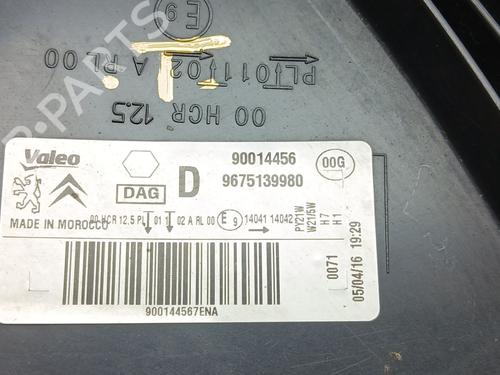 E9
PL 011 02 A RL 00
00 HCR 12.5
Valeo
90014456
00G
DAG
D
9675139980
00 HCR 12.5 PL 01 1 02 A RL 00 E9 14041 14042
MADE IN MOROCCO
PY21W
W21/5W
H7
H1
0071
05/04/16 19:29
900144567ENA